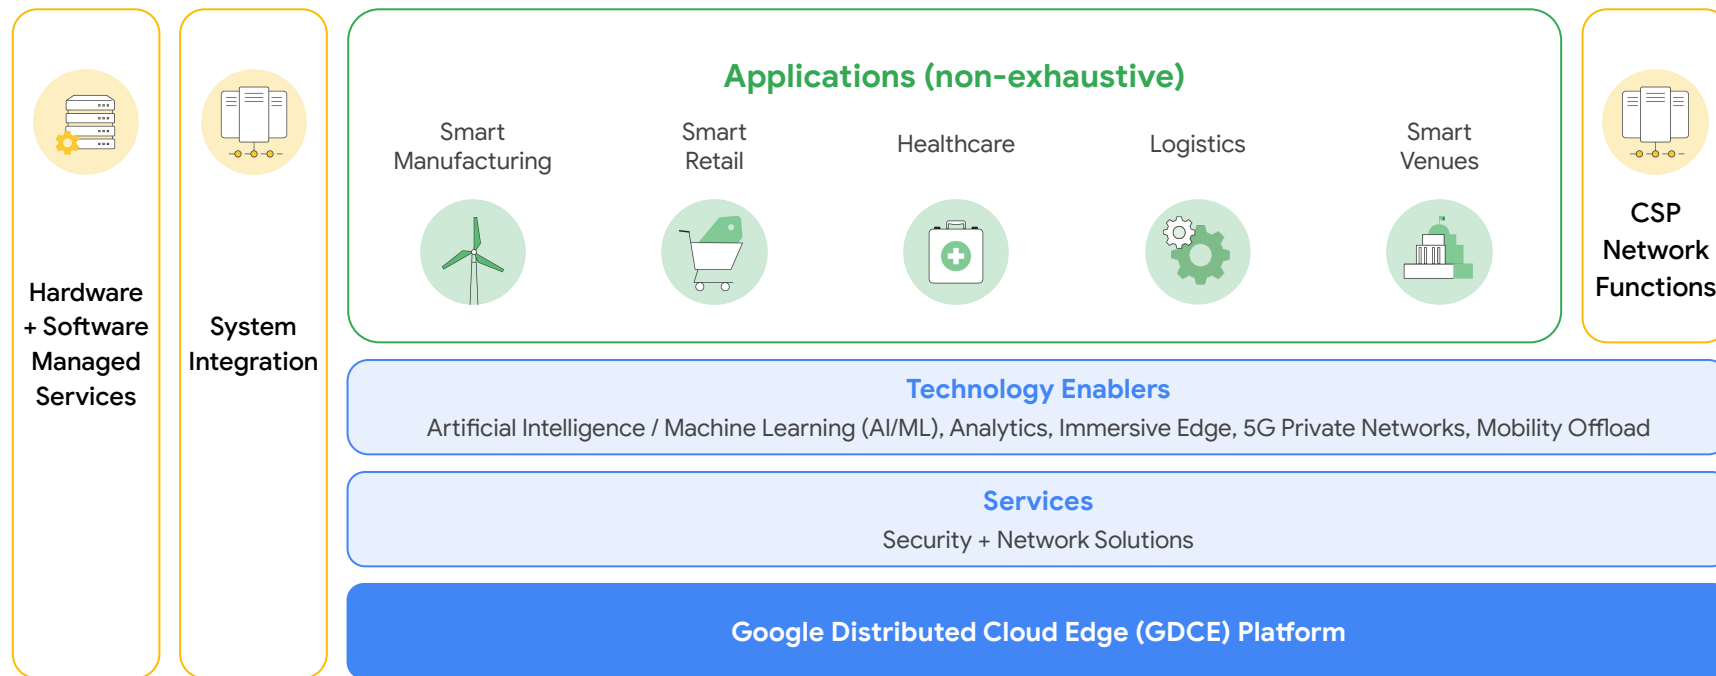 Hardware
+ Software
Managed
Services
System
Integration
Applications (non-exhaustive)
Smart
Manufacturing
Smart
Retail
Healthcare
Logistics
Smart
Venues
CSP
Network
Functions
Technology Enablers
Artificial Intelligence / Machine Learning (AI/ML), Analytics, Immersive Edge, 5G Private Networks, Mobility Offload
Services
Security + Network Solutions
Google Distributed Cloud Edge (GDCE) Platform